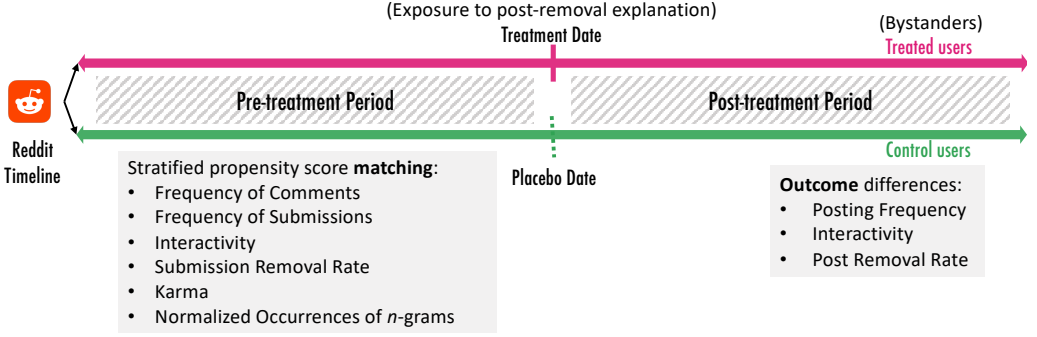 (Exposure to post-removal explanation)
Treatment Date
(Bystanders)
Treated users
Pre-treatment Period
Post-treatment Period
Reddit
Timeline
Control users
Placebo Date
Stratified propensity score matching:
• Frequency of Comments
• Frequency of Submissions
• Interactivity
• Submission Removal Rate
• Karma
• Normalized Occurrences of n-grams
Outcome differences:
• Posting Frequency
• Interactivity
• Post Removal Rate